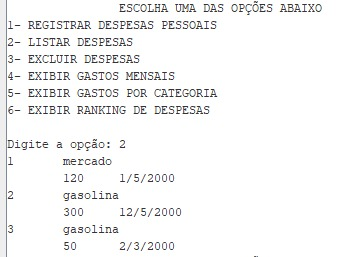 ESCOLHA UMA DAS OPÇÕES ABAIXO
1- REGISTRAR DESPESAS PESSOAIS
2- LISTAR DESPESAS
3- EXCLUIR DESPESAS
4- EXIBIR GASTOS MENSAIS
5- EXIBIR GASTOS POR CATEGORIA
6- EXIBIR RANKING DE DESPESAS
Digite a opção: 2
1 mercado
120 1/5/2000
2 gasolina
300 12/5/2000
3 gasolina
50 2/3/2000